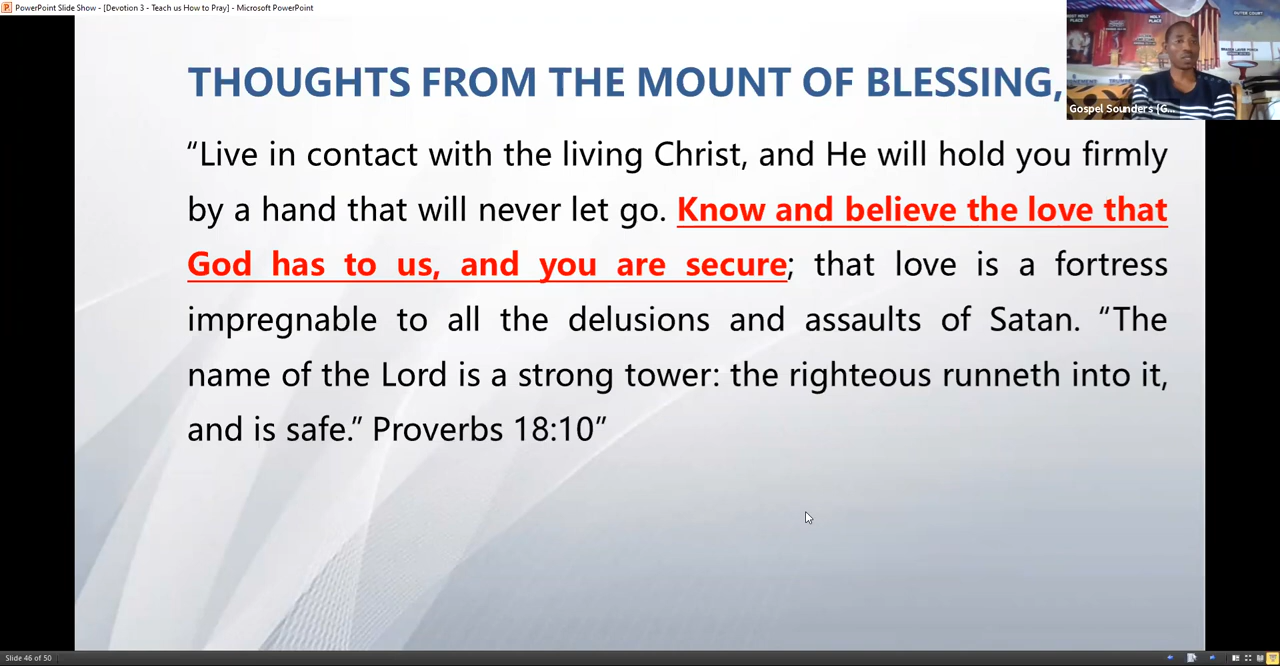 PowerPoint Slide Show - [Devotion 3 - Teach us How to Pray] - Microsoft PowerPoint
THOUGHTS FROM THE MOUNT OF BLESSING,
HOLY
PLACE
OUTER COURT
Gospel Sounders (G...
“Live in contact with the living Christ, and He will hold you firmly
by a hand that will never let go. Know and believe the love that
God has to us, and you are secure; that love is a fortress
impregnable to all the delusions and assaults of Satan. “The
name of the Lord is a strong tower: the righteous runneth into it,
and is safe.” Proverbs 18:10”
Slide 46 of 50